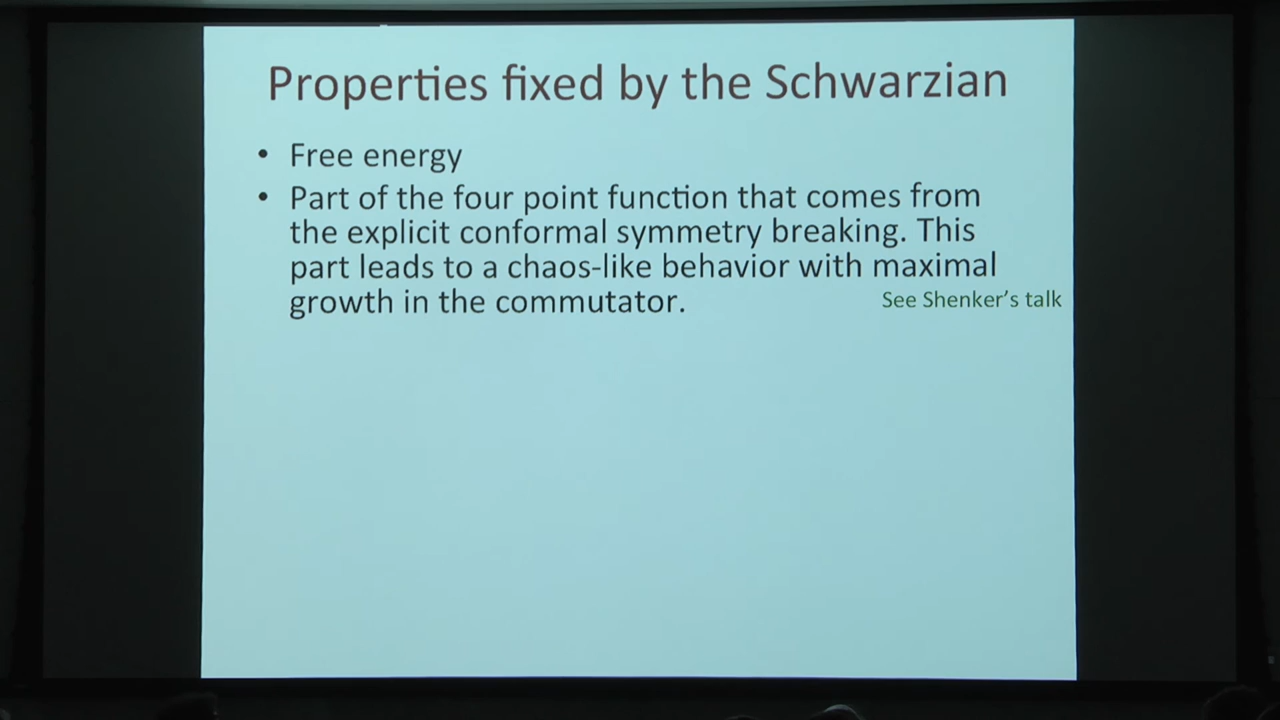 Properties fixed by the Schwarzian
• Free energy
• Part of the four point function that comes from
the explicit conformal symmetry breaking. This
part leads to a chaos-like behavior with maximal
growth in the commutator.
See Shenker’s talk